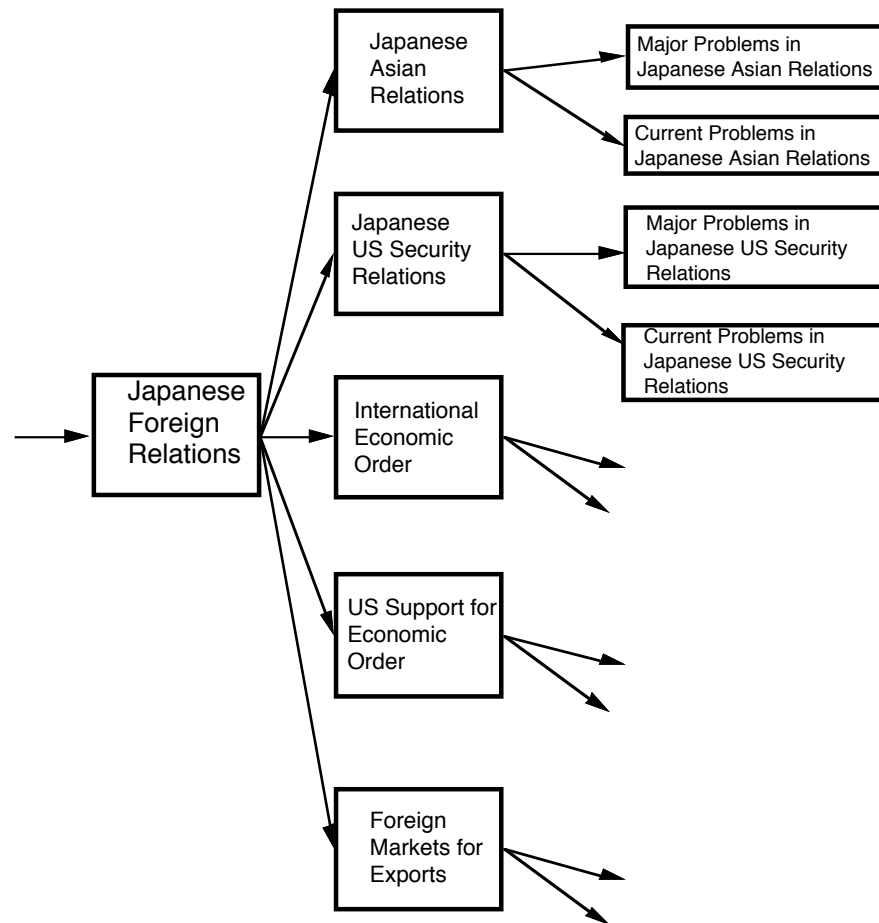 Japanese
Asian
Relations
Major Problems in
Japanese Asian Relations
Current Problems in
Japanese Asian Relations
Japanese
US Security
Relations
Major Problems in
Japanese US Security
Relations
Current Problems in
Japanese US Security
Relations
Japanese
Foreign
Relations
International
Economic
Order
US Support for
Economic
Order
Foreign
Markets for
Exports